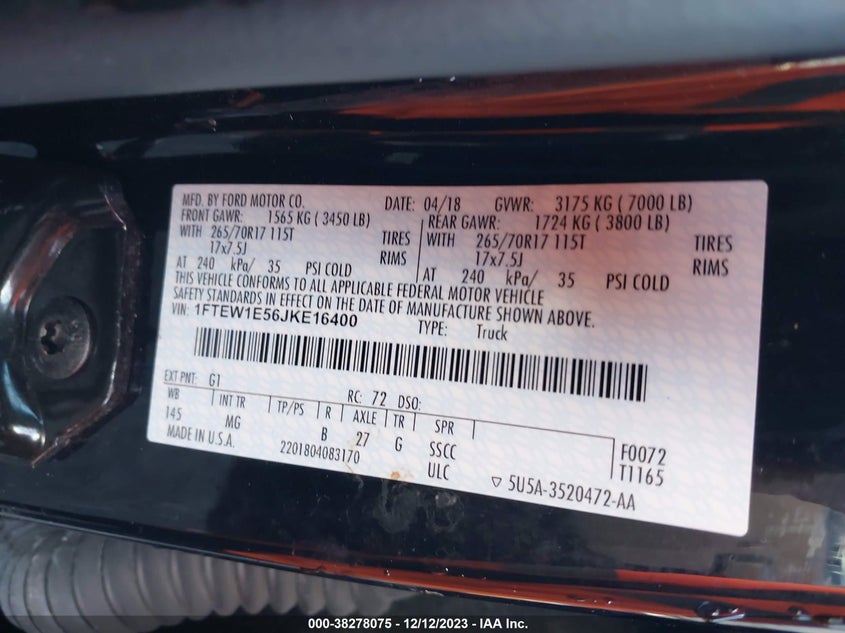 MFD. BY FORD MOTOR CO. DATE: 04/18 GVWR: 3175 KG ( 7000 LB)
FRONT GAWR: 1565 KG ( 3450 LB) REAR GAWR: 1724 KG ( 3800 LB)
WITH 265/70R17 115T TIRES WITH 265/70R17 115T TIRES
17x7.5J RIMS 17x7.5J RIMS
AT 240 kPa/ 35 PSI COLD AT 240 kPa/ 35 PSI COLD
THIS VEHICLE CONFORMS TO ALL APPLICABLE FEDERAL MOTOR VEHICLE
SAFETY STANDARDS IN EFFECT ON THE DATE OF MANUFACTURE SHOWN ABOVE.
VIN: 1FTEW1E56JKE16400 TYPE: Truck
EXT PNT: G1 RC: 72 DSO:
WB INT TR TP/PS R AXLE TR SPR
145 MG B 27 G SSCC F0072
MADE IN U.S.A. 2201804083170 ULC T1165
▽ 5U5A-3520472-AA
000-38278075 - 12/12/2023 - IAA Inc.